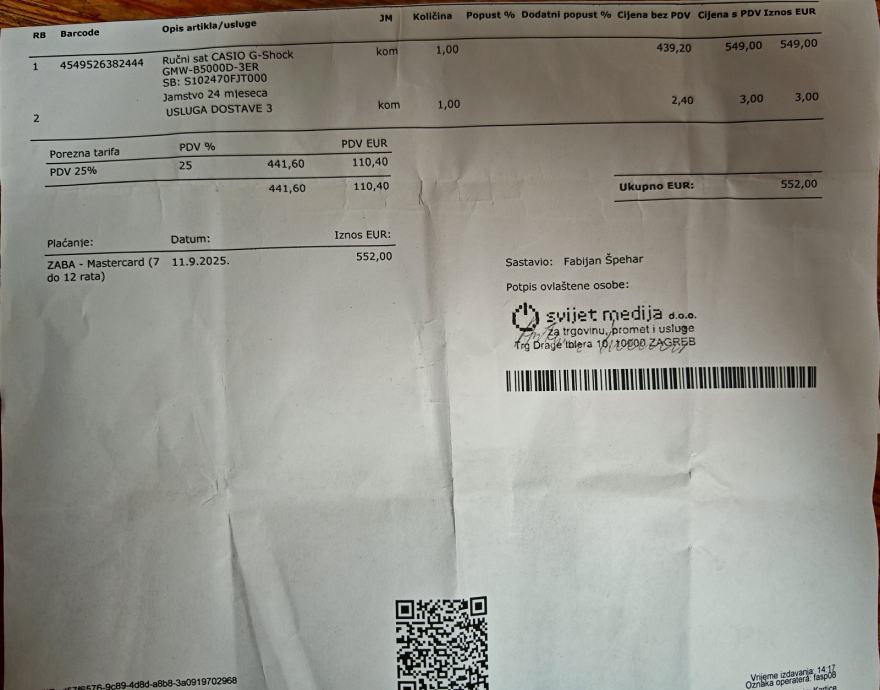 RB Barcode Opis artikla/usluge JM Količina Popust % Dodatni popust % Cijena bez PDV Cijena s PDV Iznos EUR
1 4549526382444 Ručni sat CASIO G-Shock kom 1,00 439,20 549,00 549,00
GMW-B5000D-3ER
SB: S102470FJT000
Jamstvo 24 mjeseca
2 USLUGA DOSTAVE 3 kom 1,00 2,40 3,00 3,00
Porezna tarifa PDV % PDV EUR
PDV 25% 25 441,60 110,40
441,60 110,40
Ukupno EUR: 552,00
Plaćanje: Datum: Iznos EUR:
ZABA - Mastercard (7 11.9.2025. 552,00
do 12 rata)
Sastavio: Fabijan Špehar
Potpis ovlaštene osobe:
svijet medija d.o.o.
za trgovinu, promet i usluge
Trg Drage Iblera 10, 10000 ZAGREB
-9c89-4d8d-a8b8-3a0919702968
Vrijeme izdavanja: 14:17
Oznaka operatera: fasp08